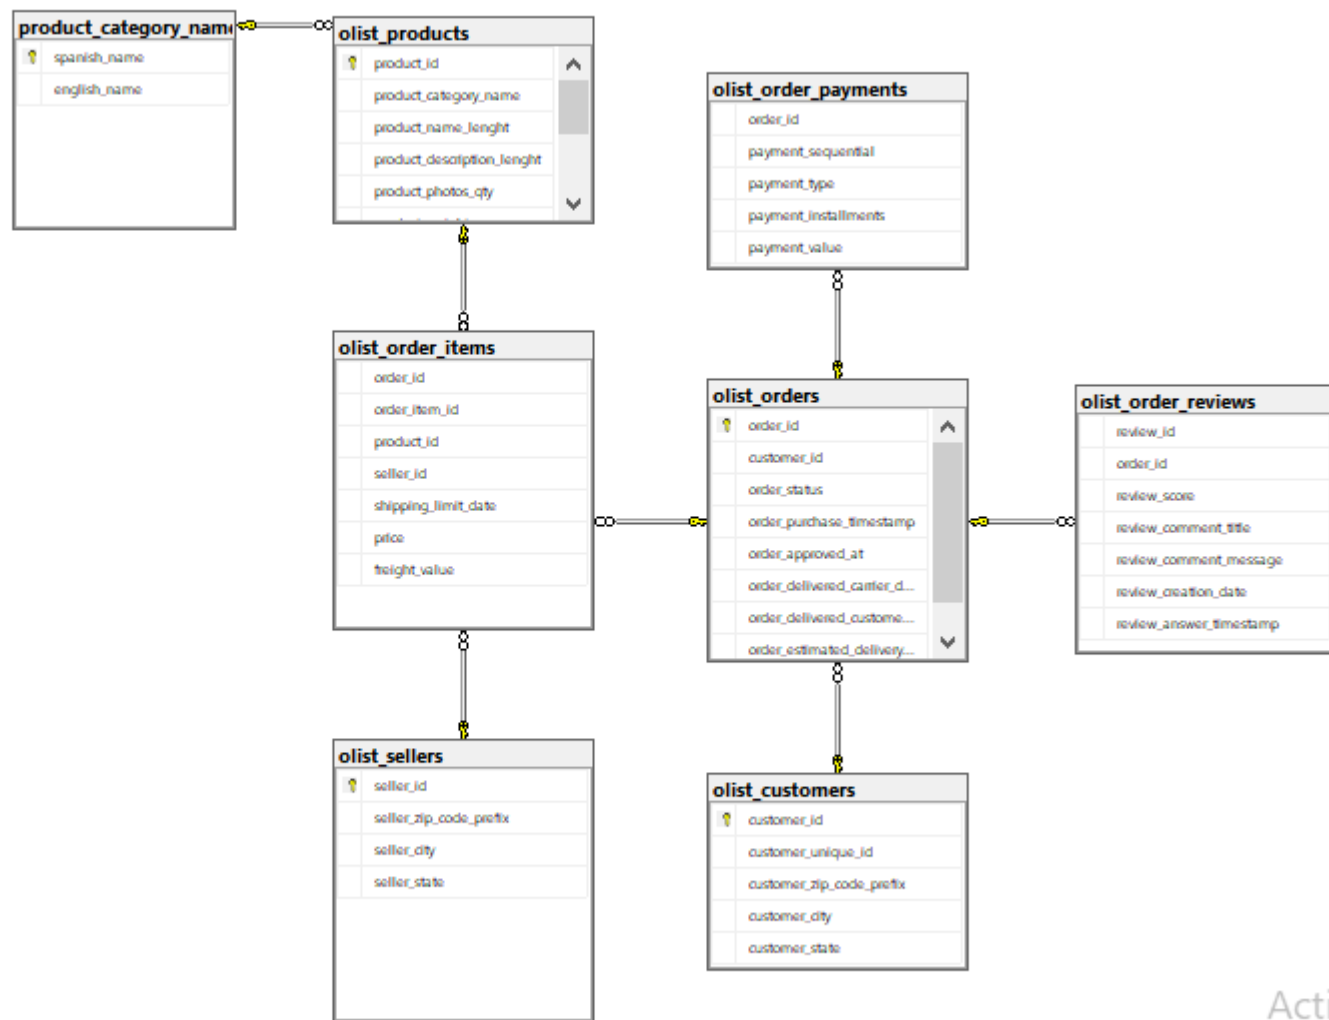 product_category_nam
spanish_name
english_name
olist_products
product_id
product_category_name
product_name_lenght
product_description_lenght
product_photos_qty
olist_order_payments
order_id
payment_sequential
payment_type
payment_installments
payment_value
olist_order_items
order_id
order_item_id
product_id
seller_id
shipping_limit_date
price
freight_value
olist_orders
order_id
customer_id
order_status
order_purchase_timestamp
order_approved_at
order_delivered_carrier_d...
order_delivered_custome...
order_estimated_delivery...
olist_order_reviews
review_id
order_id
review_score
review_comment_title
review_comment_message
review_creation_date
review_answer_timestamp
olist_sellers
seller_id
seller_zip_code_prefix
seller_city
seller_state
olist_customers
customer_id
customer_unique_id
customer_zip_code_prefix
customer_city
customer_state
Acti